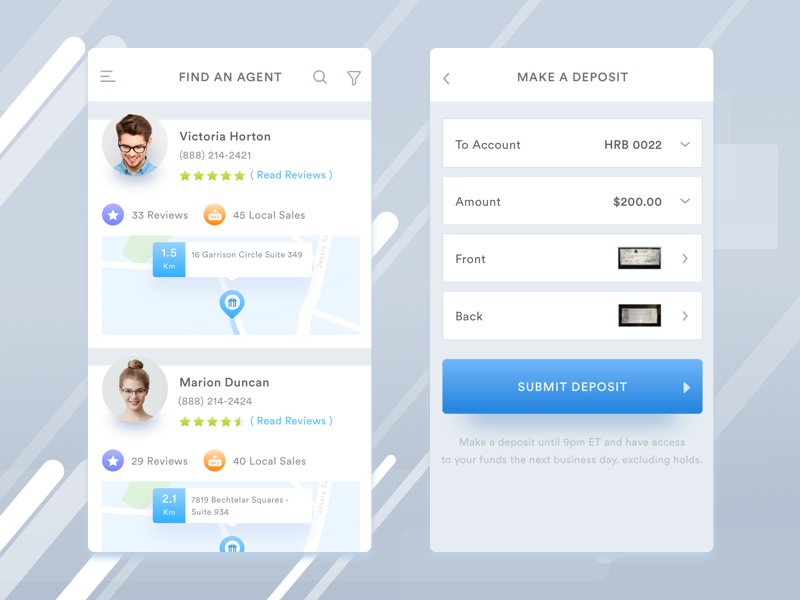 FIND AN AGENT
Victoria Horton
(888) 214-2421
( Read Reviews )
33 Reviews
SALE
45 Local Sales
1.5
Km
16 Garrison Circle Suite 349
Marion Duncan
(888) 214-2424
( Read Reviews )
29 Reviews
SALE
40 Local Sales
2.1
Km
7819 Bechtelar Squares -
Suite 934
MAKE A DEPOSIT
To Account
HRB 0022
Amount
$200.00
Front
Back
SUBMIT DEPOSIT
Make a deposit until 9pm ET and have access
to your funds the next business day. excluding holds.